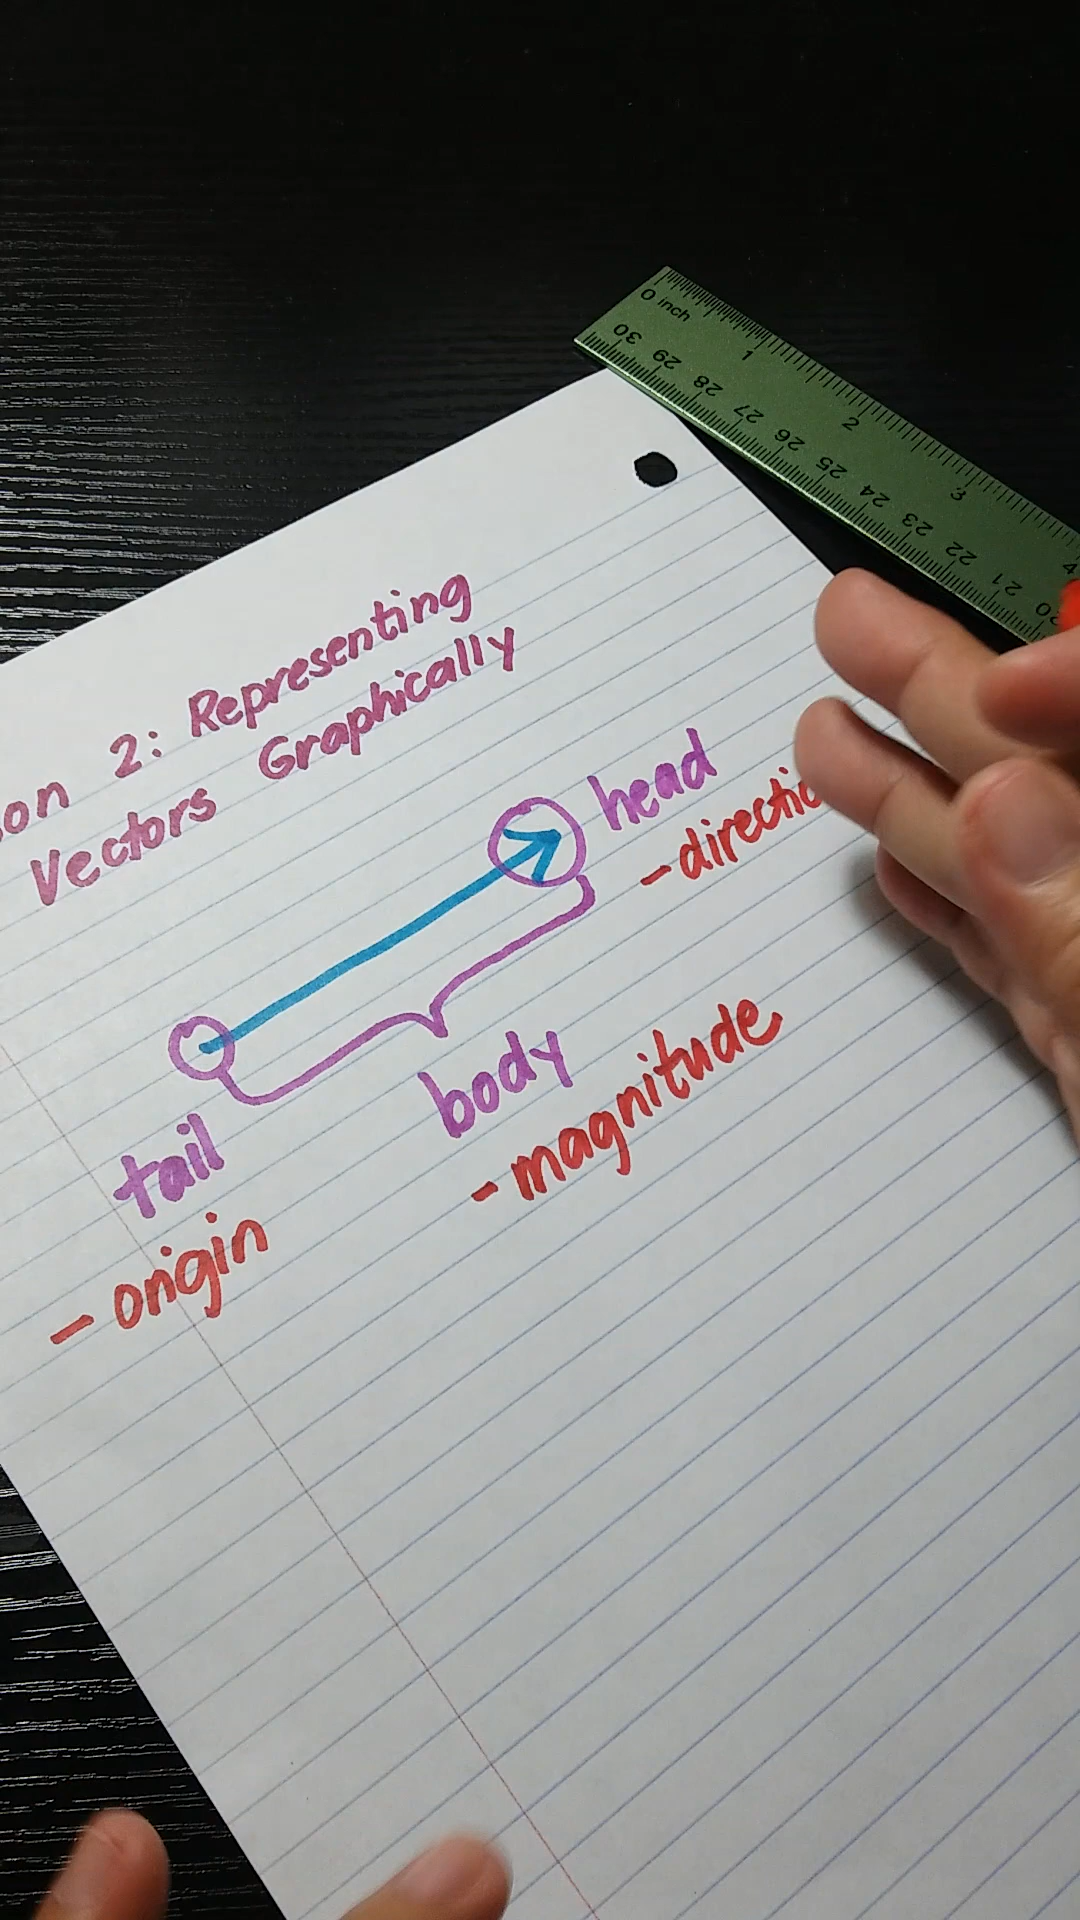 on 2: Representing
Vectors Graphically
head
- directio
body
- magnitude
tail
- origin
0 inch 1 2 3 4
30 29 28 27 26 25 24 23 22 21 20